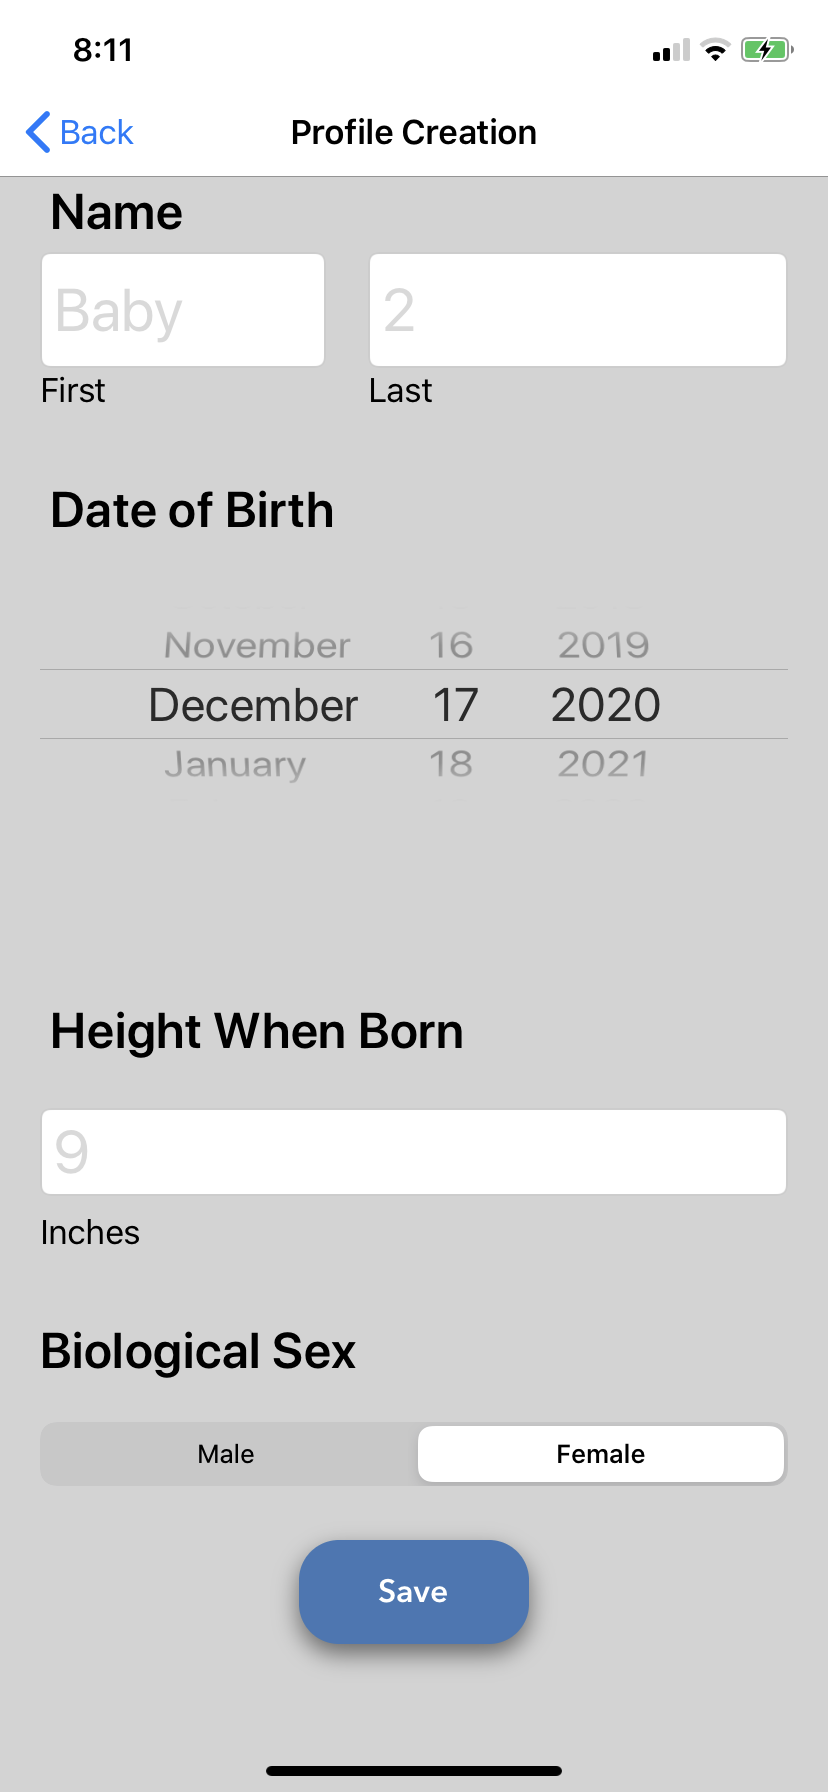 8:11
Back Profile Creation
Name
Baby 2
First Last
Date of Birth
November 16 2019
December 17 2020
January 18 2021
Height When Born
9
Inches
Biological Sex
Male Female
Save